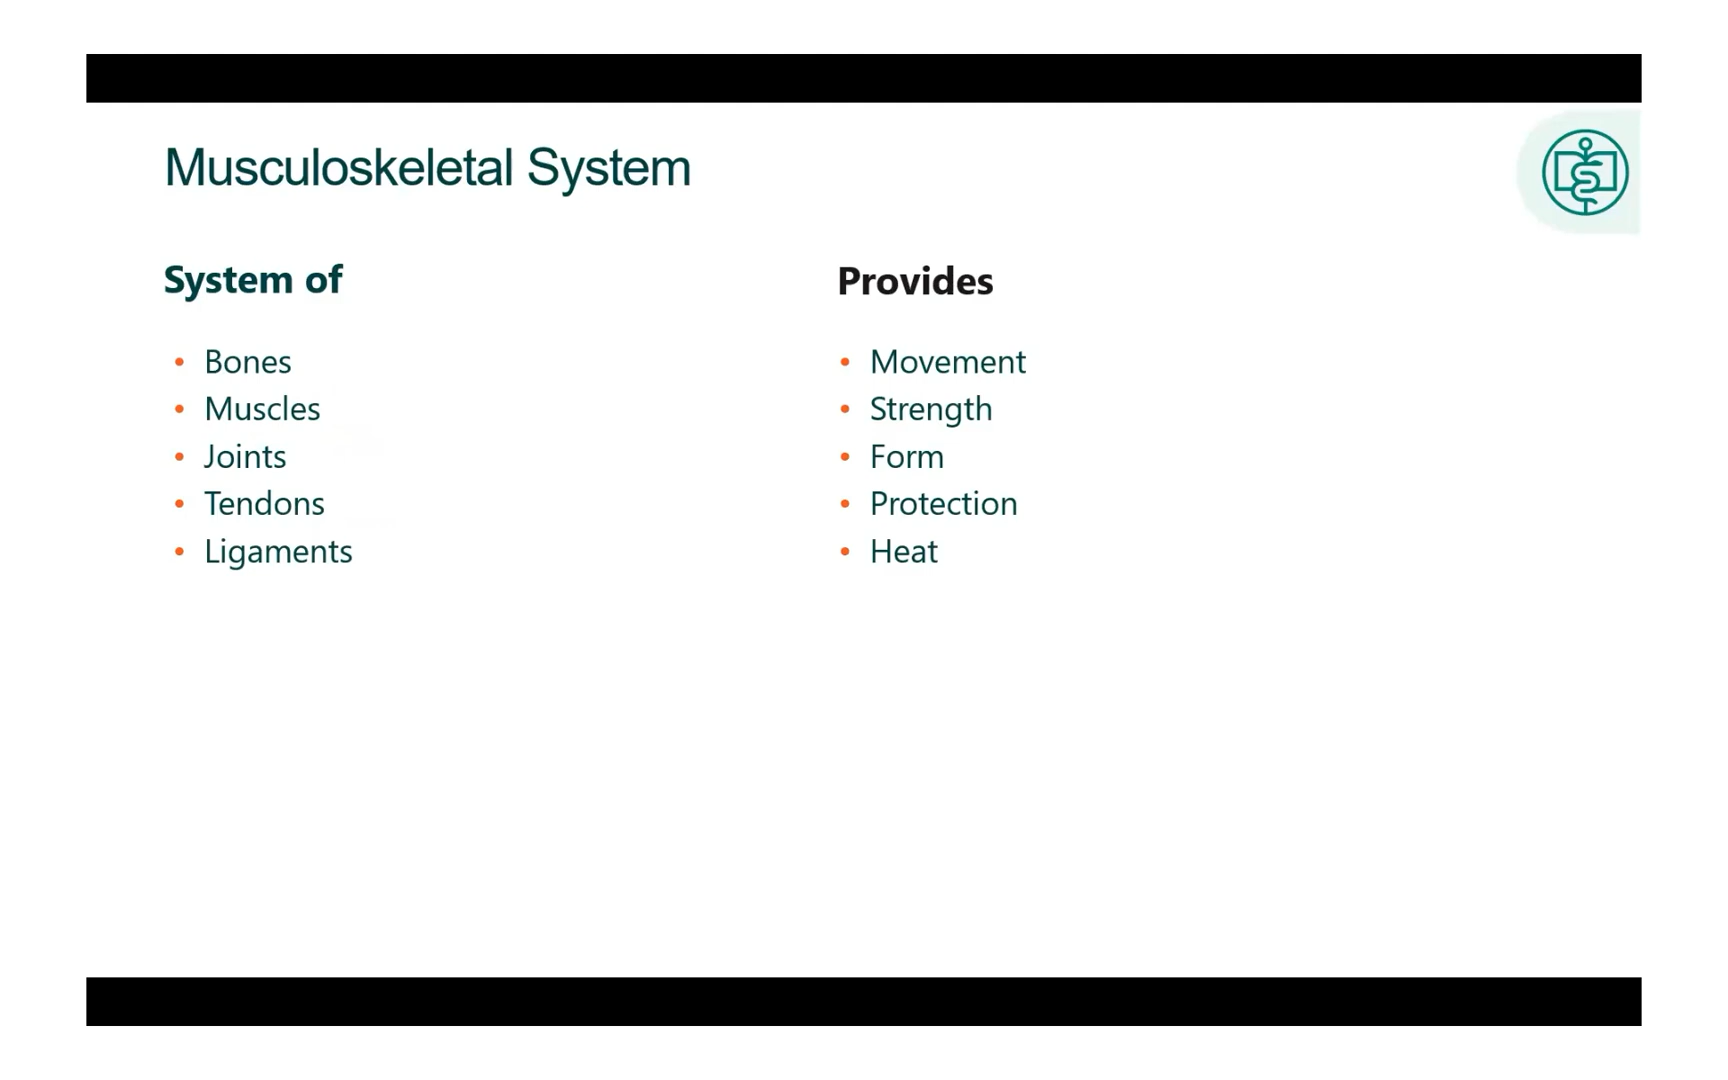 Musculoskeletal System
System of
• Bones
• Muscles
• Joints
• Tendons
• Ligaments
Provides
• Movement
• Strength
• Form
• Protection
• Heat